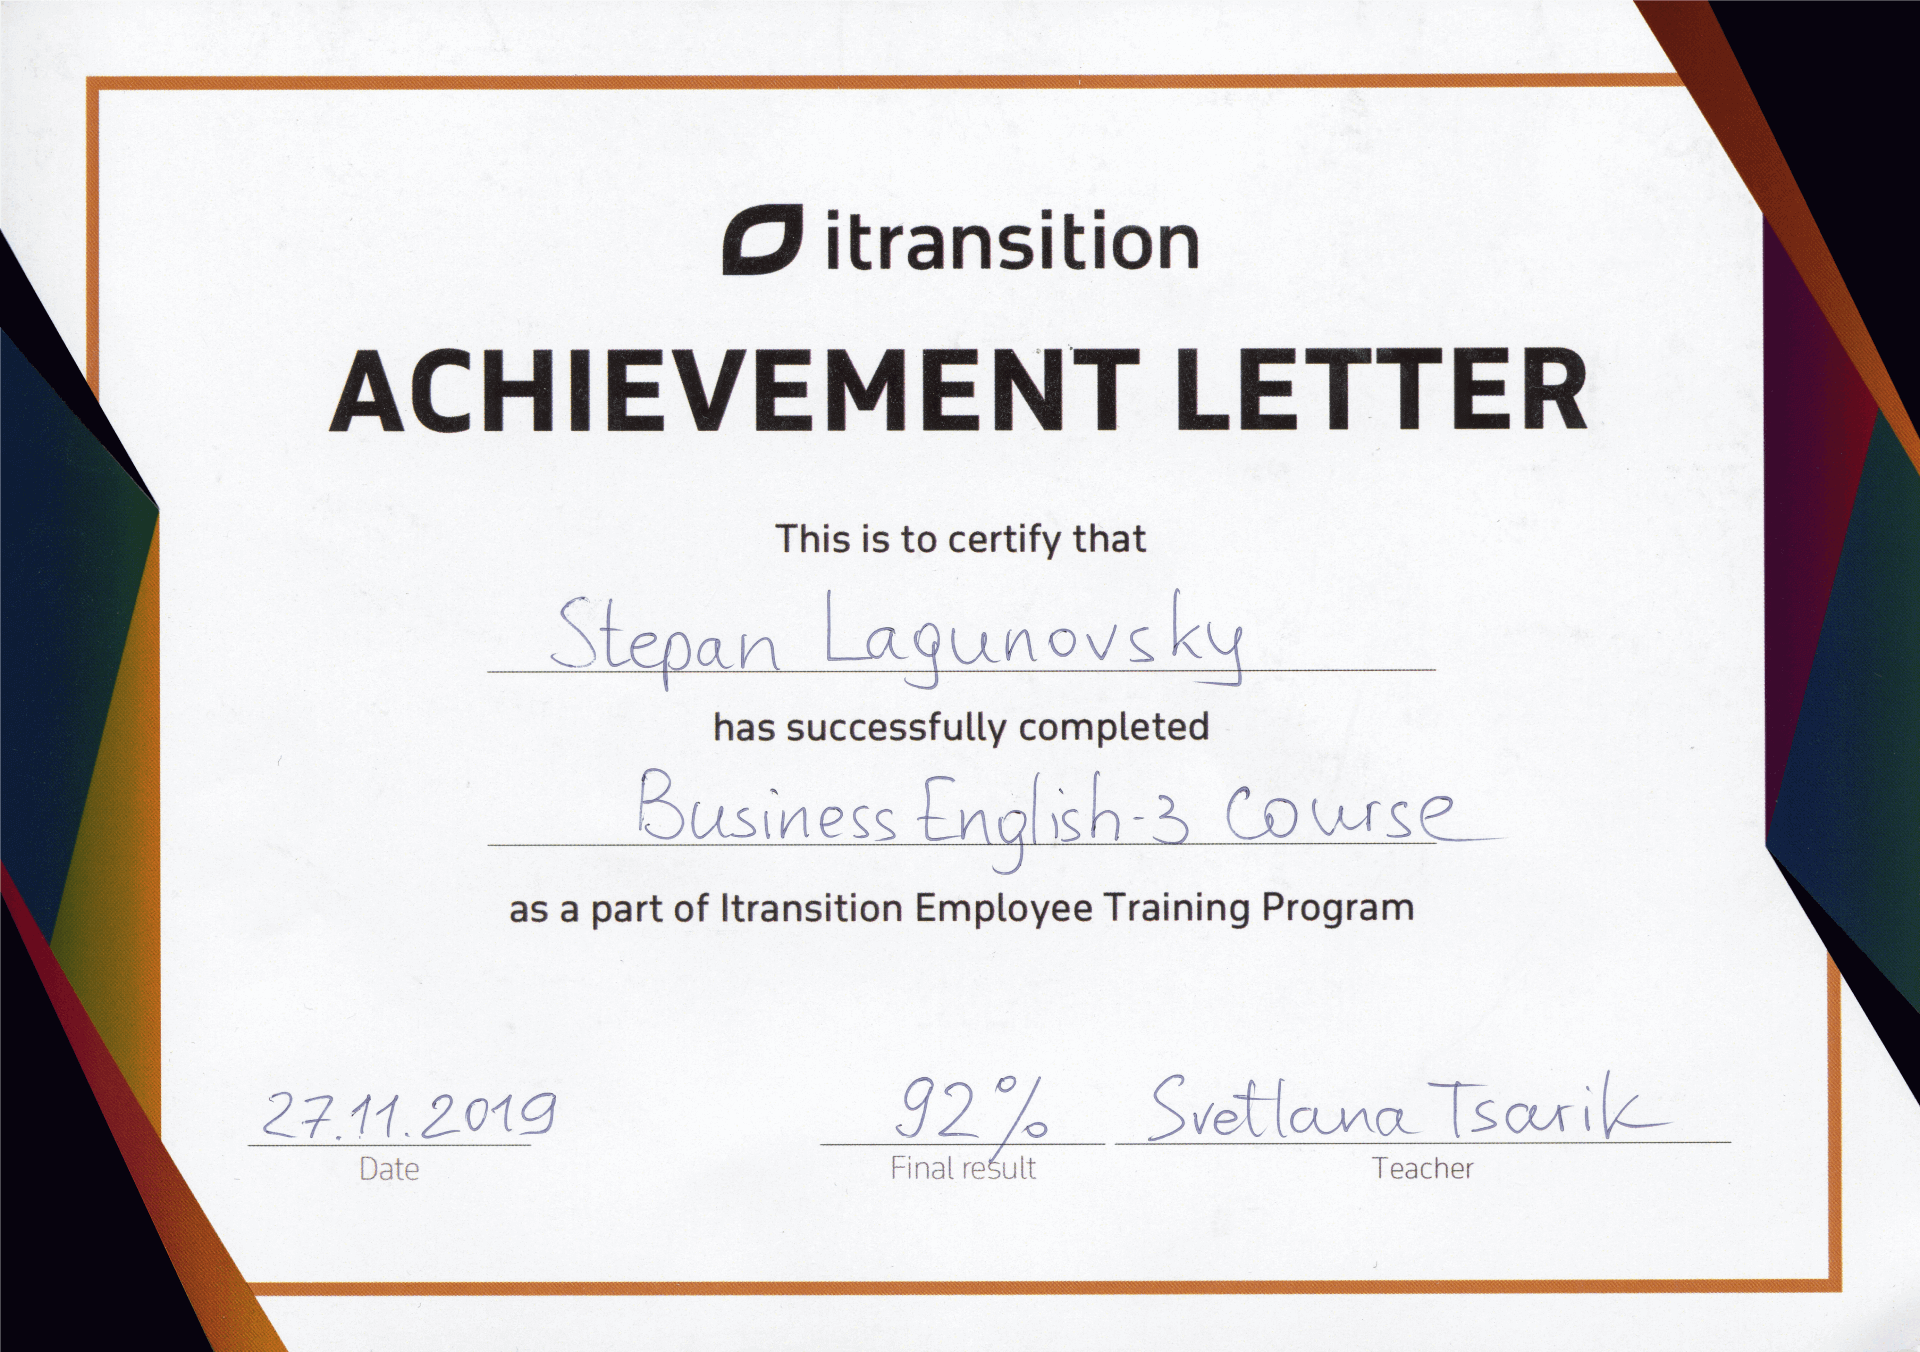 itransition
ACHIEVEMENT LETTER
This is to certify that
Stepan Lagunovsky
has successfully completed
Business English-3 Course
as a part of Itransition Employee Training Program
27.11.2019 92% Svetlana Tsarik
Date Final result Teacher